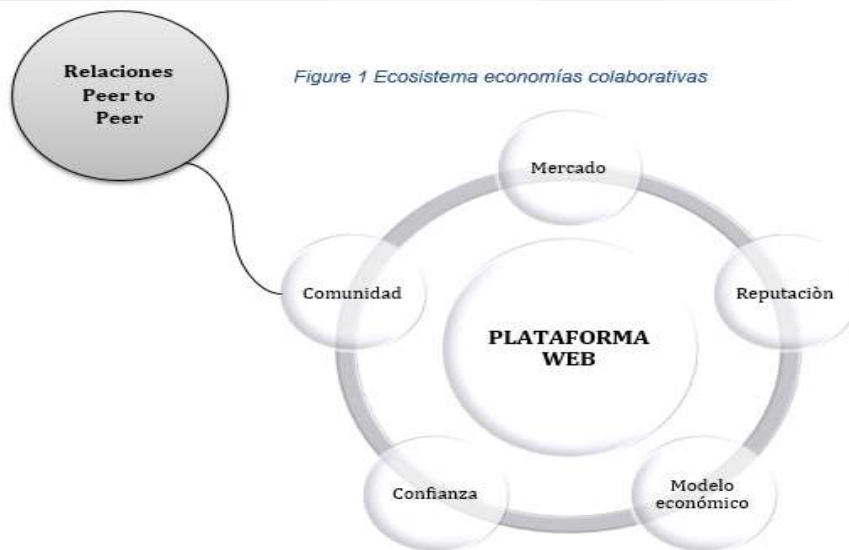 Relaciones
Peer to
Peer
Figure 1 Ecosistema economías colaborativas
Mercado
Comunidad
Reputaciòn
PLATAFORMA
WEB
Confianza
Modelo
económico